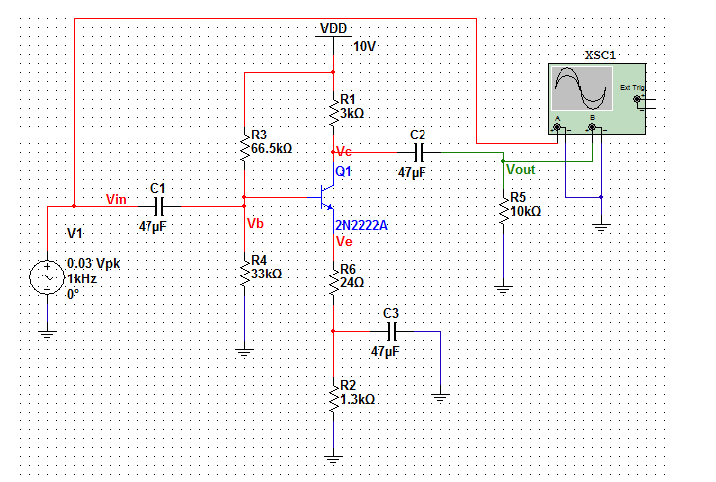 VDD
10V
XSC1
Ext Trig
+
R1
3kΩ
A
B
+
−
+
−
R3
66.5kΩ
C2
Vc
47µF
Q1
Vout
C1
Vin
47µF
R5
10kΩ
Vb
2N2222A
Ve
V1
R4
33kΩ
0.03 Vpk
1kHz
0°
R6
24Ω
C3
47µF
R2
1.3kΩ